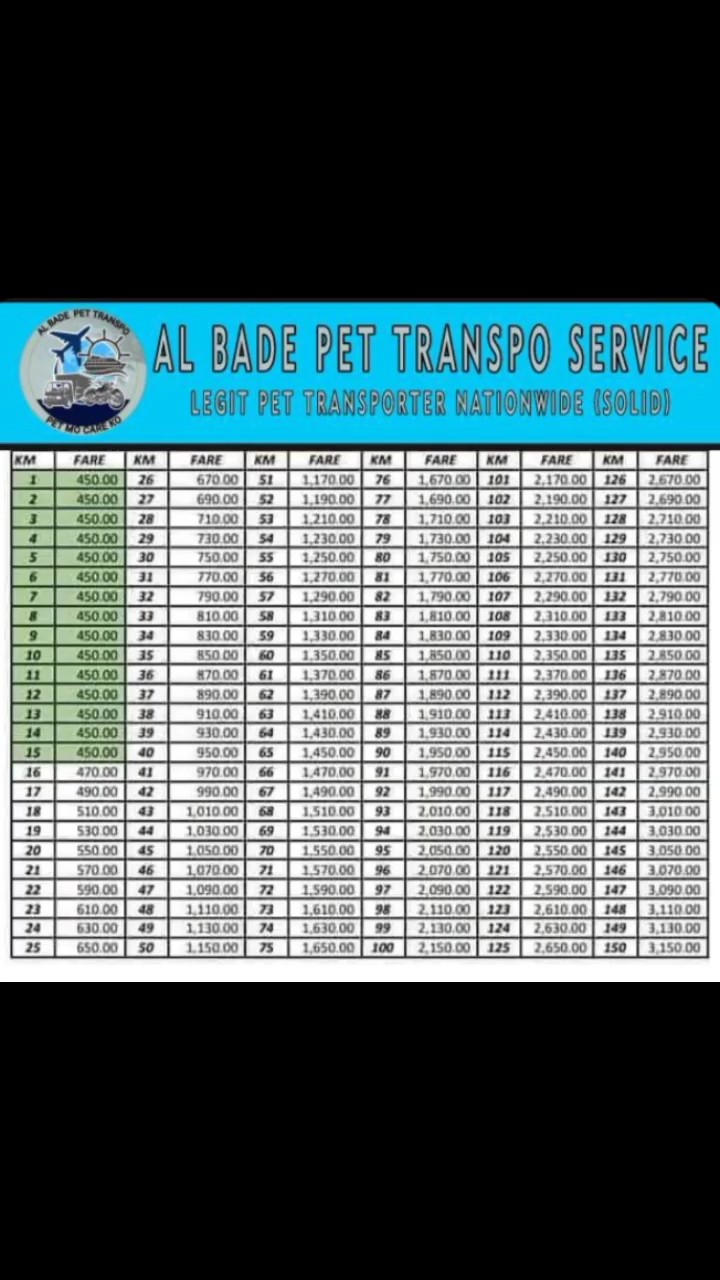 AL BADE PET TRANSPO
PET MO CARE KO
AL BADE PET TRANSPO SERVICE
LEGIT PET TRANSPORTER NATIONWIDE (SOLID)
KM FARE KM FARE KM FARE KM FARE KM FARE KM FARE
1 450.00 26 670.00 51 1,170.00 76 1,670.00 101 2,170.00 126 2,670.00
2 450.00 27 690.00 52 1,190.00 77 1,690.00 102 2,190.00 127 2,690.00
3 450.00 28 710.00 53 1,210.00 78 1,710.00 103 2,210.00 128 2,710.00
4 450.00 29 730.00 54 1,230.00 79 1,730.00 104 2,230.00 129 2,730.00
5 450.00 30 750.00 55 1,250.00 80 1,750.00 105 2,250.00 130 2,750.00
6 450.00 31 770.00 56 1,270.00 81 1,770.00 106 2,270.00 131 2,770.00
7 450.00 32 790.00 57 1,290.00 82 1,790.00 107 2,290.00 132 2,790.00
8 450.00 33 810.00 58 1,310.00 83 1,810.00 108 2,310.00 133 2,810.00
9 450.00 34 830.00 59 1,330.00 84 1,830.00 109 2,330.00 134 2,830.00
10 450.00 35 850.00 60 1,350.00 85 1,850.00 110 2,350.00 135 2,850.00
11 450.00 36 870.00 61 1,370.00 86 1,870.00 111 2,370.00 136 2,870.00
12 450.00 37 890.00 62 1,390.00 87 1,890.00 112 2,390.00 137 2,890.00
13 450.00 38 910.00 63 1,410.00 88 1,910.00 113 2,410.00 138 2,910.00
14 450.00 39 930.00 64 1,430.00 89 1,930.00 114 2,430.00 139 2,930.00
15 450.00 40 950.00 65 1,450.00 90 1,950.00 115 2,450.00 140 2,950.00
16 470.00 41 970.00 66 1,470.00 91 1,970.00 116 2,470.00 141 2,970.00
17 490.00 42 990.00 67 1,490.00 92 1,990.00 117 2,490.00 142 2,990.00
18 510.00 43 1,010.00 68 1,510.00 93 2,010.00 118 2,510.00 143 3,010.00
19 530.00 44 1,030.00 69 1,530.00 94 2,030.00 119 2,530.00 144 3,030.00
20 550.00 45 1,050.00 70 1,550.00 95 2,050.00 120 2,550.00 145 3,050.00
21 570.00 46 1,070.00 71 1,570.00 96 2,070.00 121 2,570.00 146 3,070.00
22 590.00 47 1,090.00 72 1,590.00 97 2,090.00 122 2,590.00 147 3,090.00
23 610.00 48 1,110.00 73 1,610.00 98 2,110.00 123 2,610.00 148 3,110.00
24 630.00 49 1,130.00 74 1,630.00 99 2,130.00 124 2,630.00 149 3,130.00
25 650.00 50 1,150.00 75 1,650.00 100 2,150.00 125 2,650.00 150 3,150.00